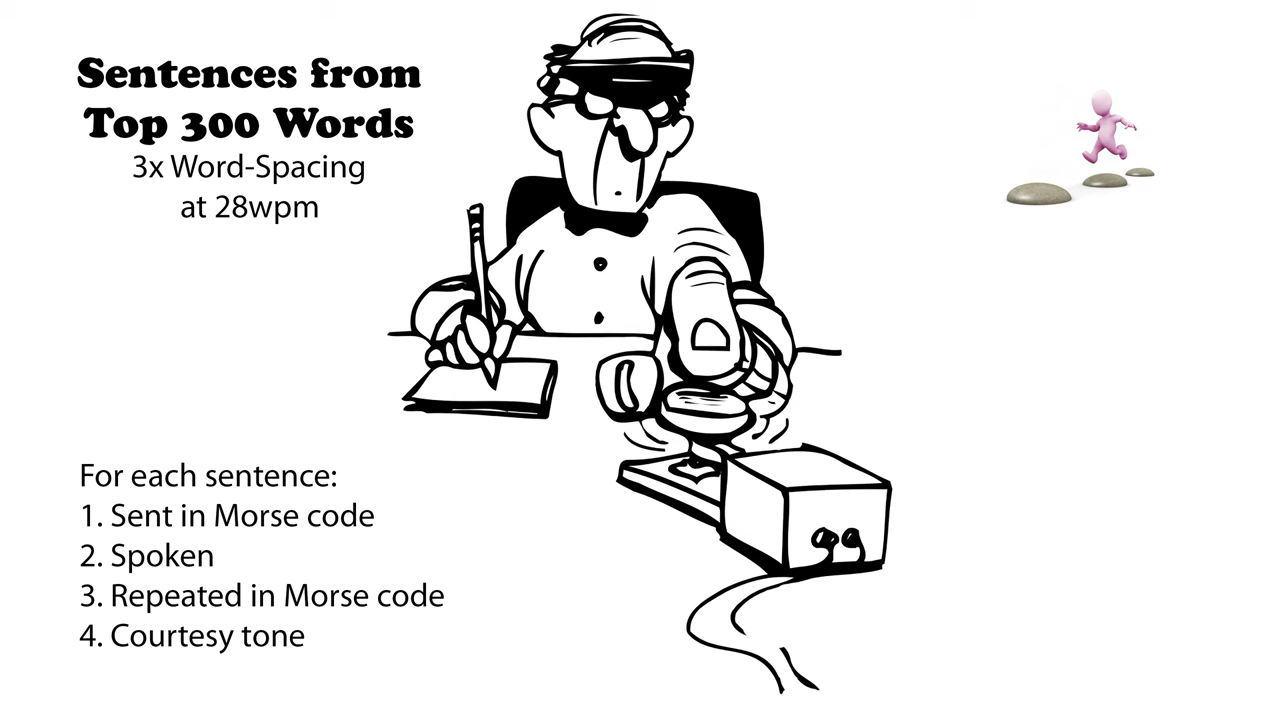 Sentences from
Top 300 Words
3x Word-Spacing
at 28wpm
For each sentence:
1. Sent in Morse code
2. Spoken
3. Repeated in Morse code
4. Courtesy tone